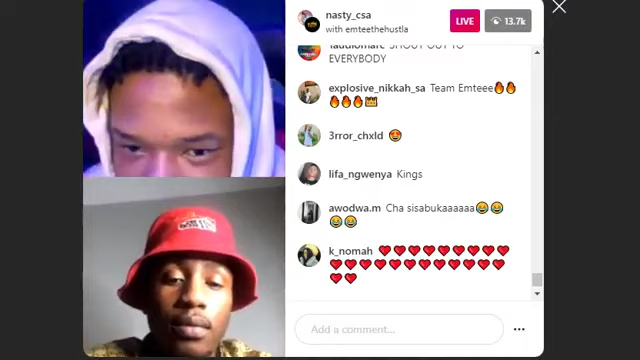 nasty_csa
with emteethehustla
LIVE
13.7k
SHOUT OUT TO
EVERYBODY
explosive_nikkah_sa Team Emteee🔥🔥
🔥🔥🔥👑
3rror_chxld 😍
lifa_ngwenya Kings
awodwa.m Cha sisabukaaaaaa😂😂
😂😂
k_nomah ❤️❤️❤️❤️❤️❤️❤️❤️❤️
❤️❤️❤️❤️❤️❤️❤️❤️❤️❤️❤️❤️
❤️❤️
Add a comment...